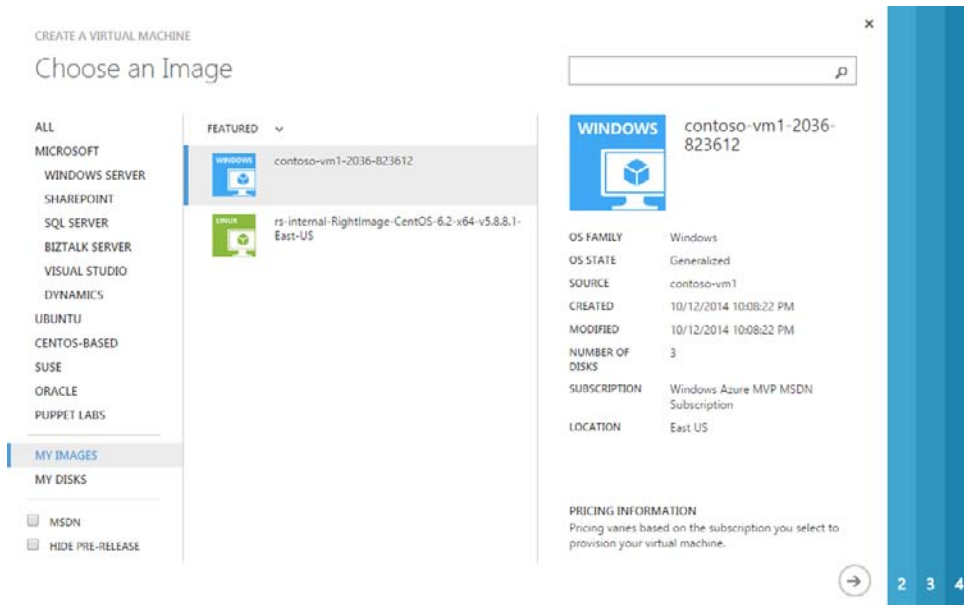 CREATE A VIRTUAL MACHINE
Choose an Image
ALL
MICROSOFT
WINDOWS SERVER
SHAREPOINT
SQL SERVER
BIZTALK SERVER
VISUAL STUDIO
DYNAMICS
UBUNTU
CENTOS-BASED
SUSE
ORACLE
PUPPET LABS
MY IMAGES
MY DISKS
MSDN
HIDE PRE-RELEASE
FEATURED
WINDOWS
contoso-vm1-2036-823612
LINUX
rs-internal-RightImage-CentOS-6.2-x64-v5.8.8.1-
East-US
WINDOWS
contoso-vm1-2036-
823612
OS FAMILY Windows
OS STATE Generalized
SOURCE contoso-vm1
CREATED 10/12/2014 10:08:22 PM
MODIFIED 10/12/2014 10:08:22 PM
NUMBER OF 3
DISKS
SUBSCRIPTION Windows Azure MVP MSDN
Subscription
LOCATION East US
PRICING INFORMATION
Pricing varies based on the subscription you select to
provision your virtual machine.
2 3 4